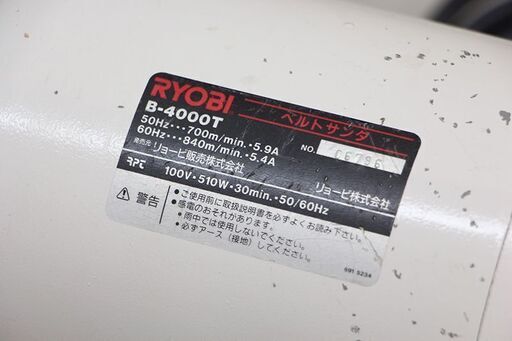 RYOBI
ベルトサンダ
B-4000T
50Hz・・・700m/min.・5.9A
60Hz・・・840m/min.・5.4A
NO. C6796
発売元 リョービ販売株式会社
リョービ株式会社
100V・510W・30min.・50/60Hz
警告
・ご使用前に取扱説明書を必ずよくお読み下さい。
・感電のおそれがあります。
・雨中では使用しないでください。
・必ずアース（接地）してください。
691 5234